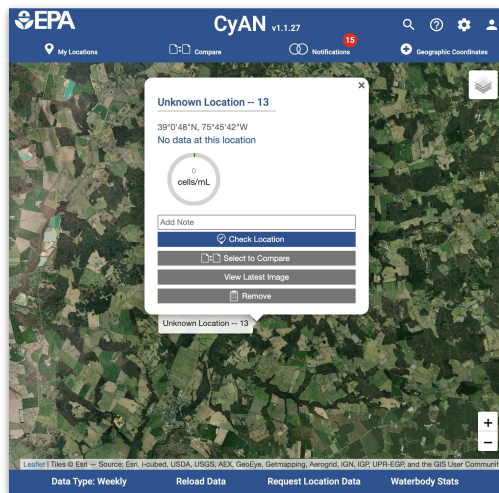 EPA
CyAN v1.1.27
My Locations
Compare
15
Notifications
Geographic Coordinates
×
Unknown Location -- 13
39°0'48"N, 75°45'42"W
No data at this location
0
cells/mL
Add Note
Check Location
Select to Compare
View Latest Image
Remove
Unknown Location -- 13
+
−
Leaflet | Tiles © Esri — Source: Esri, i-cubed, USDA, USGS, AEX, GeoEye, Getmapping, Aerogrid, IGN, IGP, UPR-EGP, and the GIS User Communit
Data Type: Weekly
Reload Data
Request Location Data
Waterbody Stats